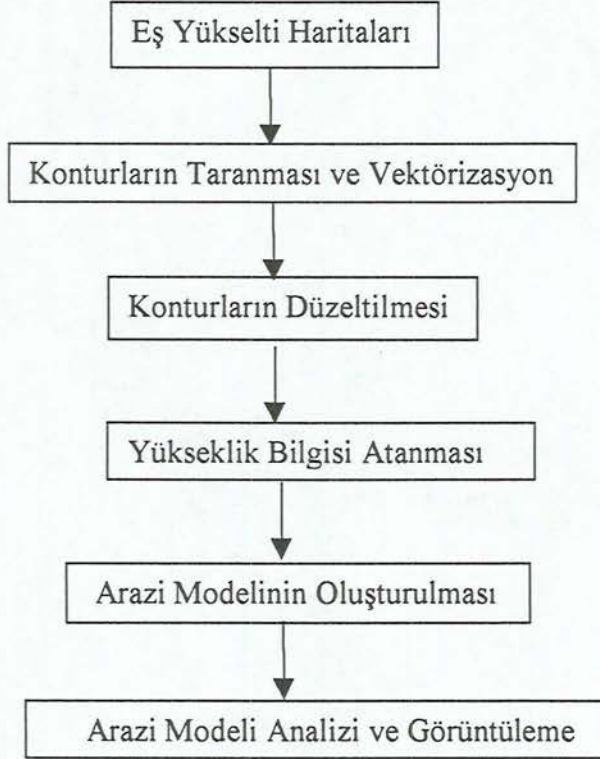 Eş Yükselti Haritaları
Konturların Taranması ve Vektörizasyon
Konturların Düzeltilmesi
Yükseklik Bilgisi Atanması
Arazi Modelinin Oluşturulması
Arazi Modeli Analizi ve Görüntüleme